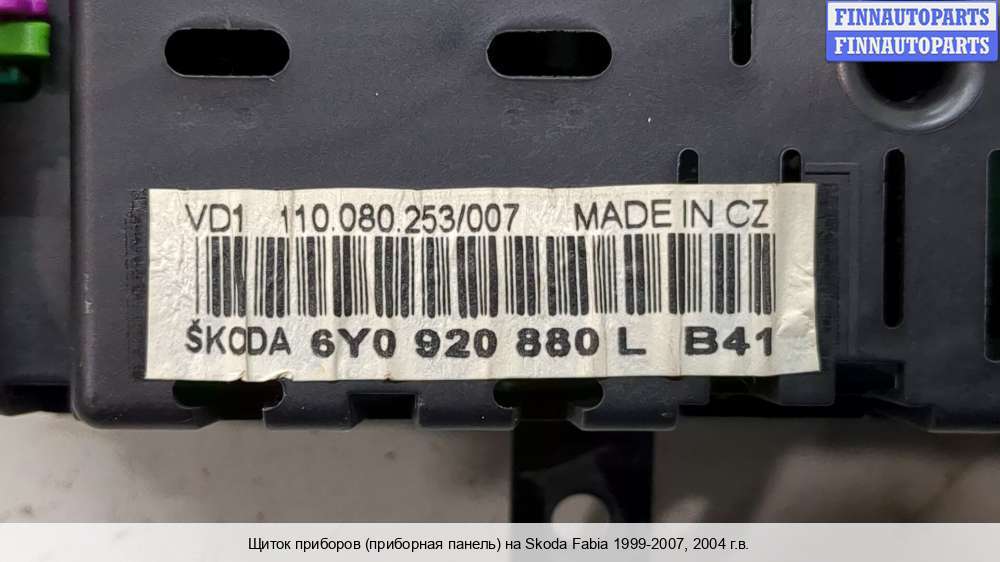 FINNAUTOPARTS
FINNAUTOPARTS
VD1 110.080.253/007 MADE IN CZ
ŠKODA 6Y0 920 880 L B41
Щиток приборов (приборная панель) на Skoda Fabia 1999-2007, 2004 г.в.